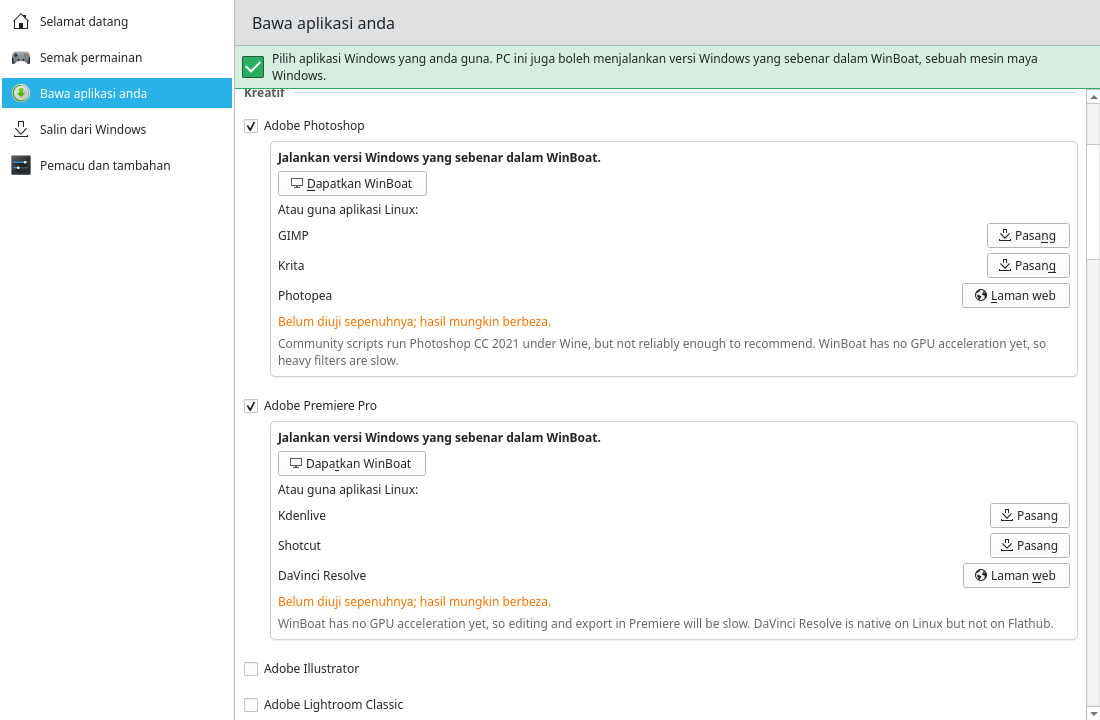 Selamat datang
Semak permainan
Bawa aplikasi anda
Salin dari Windows
Pemacu dan tambahan
Bawa aplikasi anda
Pilih aplikasi Windows yang anda guna. PC ini juga boleh menjalankan versi Windows yang sebenar dalam WinBoat, sebuah mesin maya
Windows.
Kreatif
Adobe Photoshop
Jalankan versi Windows yang sebenar dalam WinBoat.
Dapatkan WinBoat
Atau guna aplikasi Linux:
GIMP
Pasang
Krita
Pasang
Photopea
Laman web
Belum diuji sepenuhnya; hasil mungkin berbeza.
Community scripts run Photoshop CC 2021 under Wine, but not reliably enough to recommend. WinBoat has no GPU acceleration yet, so
heavy filters are slow.
Adobe Premiere Pro
Jalankan versi Windows yang sebenar dalam WinBoat.
Dapatkan WinBoat
Atau guna aplikasi Linux:
Kdenlive
Pasang
Shotcut
Pasang
DaVinci Resolve
Laman web
Belum diuji sepenuhnya; hasil mungkin berbeza.
WinBoat has no GPU acceleration yet, so editing and export in Premiere will be slow. DaVinci Resolve is native on Linux but not on Flathub.
Adobe Illustrator
Adobe Lightroom Classic